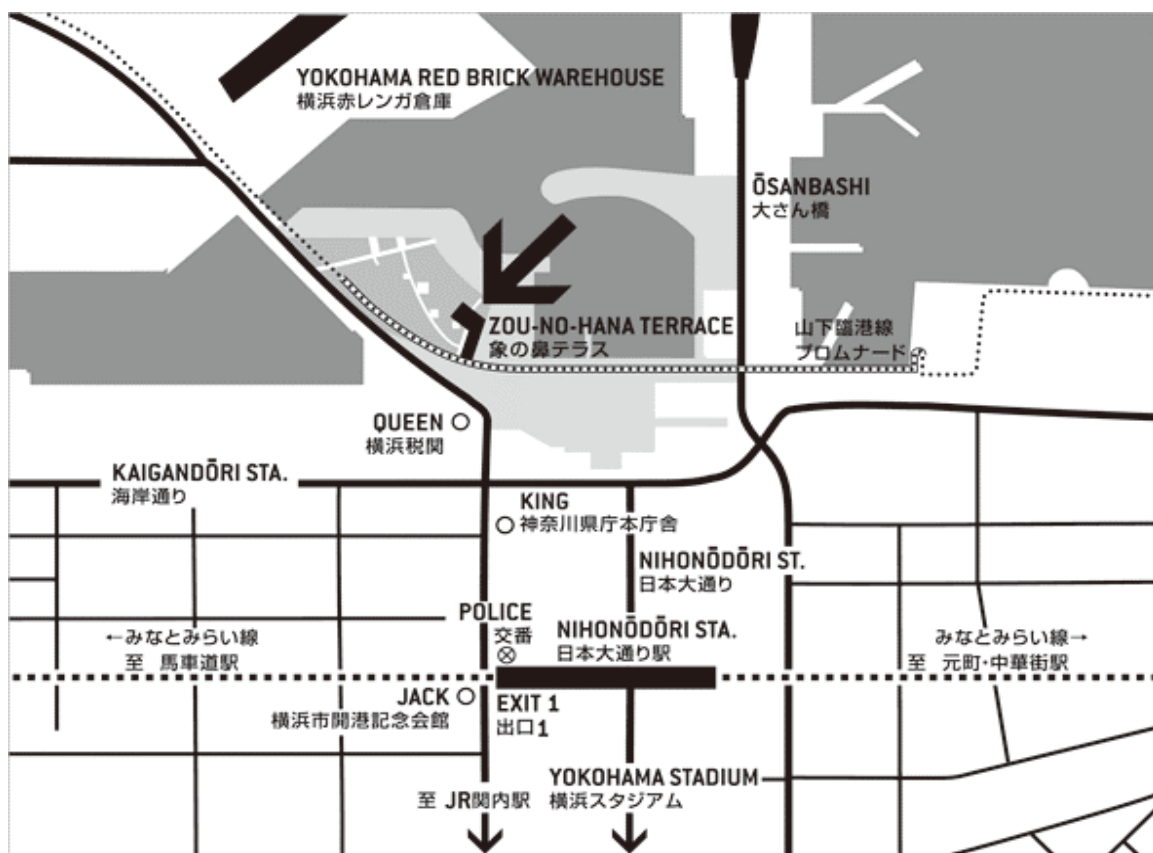 YOKOHAMA RED BRICK WAREHOUSE
横浜赤レンガ倉庫
ŌSANBASHI
大さん橋
ZOU-NO-HANA TERRACE
象の鼻テラス
山下臨港線
プロムナード
QUEEN
横浜税関
KAIGANDŌRI STA.
海岸通り
KING
神奈川県庁本庁舎
NIHONŌDŌRI ST.
日本大通り
POLICE
交番
NIHONŌDŌRI STA.
日本大通り駅
←みなとみらい線
至 馬車道駅
みなとみらい線→
至 元町・中華街駅
JACK
横浜市開港記念会館
EXIT 1
出口1
至 JR関内駅
YOKOHAMA STADIUM
横浜スタジアム